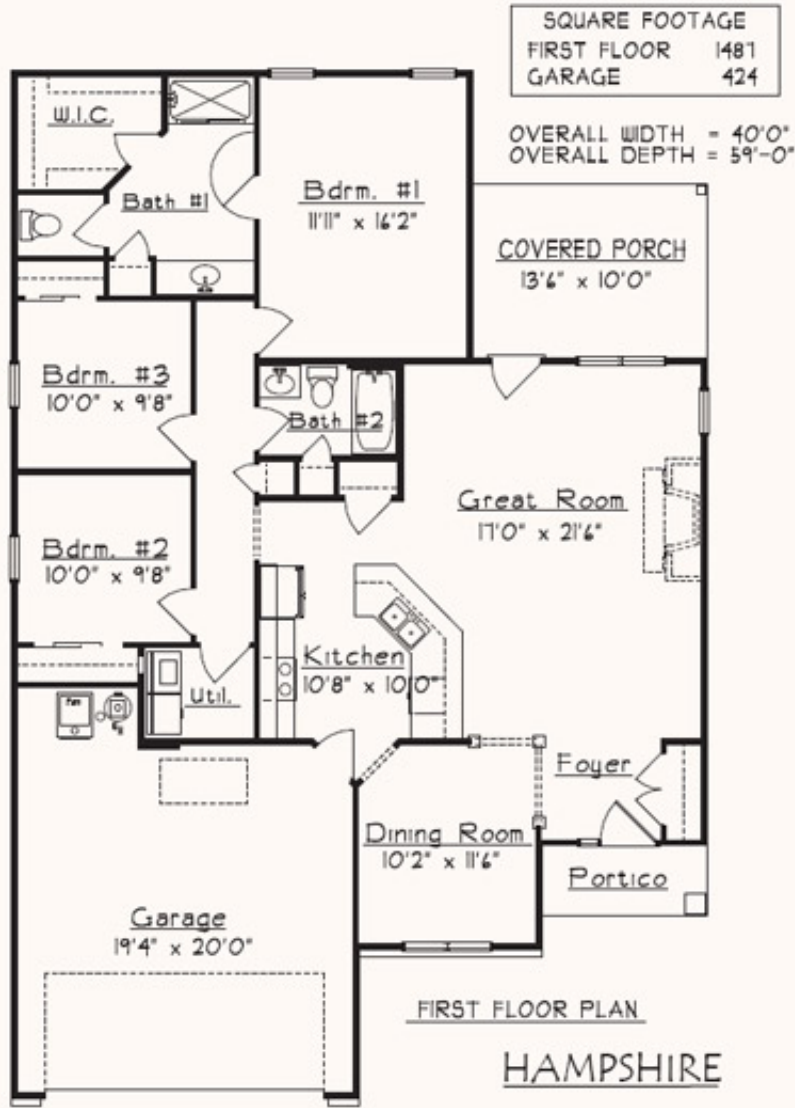 SQUARE FOOTAGE
FIRST FLOOR 1487
GARAGE 424
OVERALL WIDTH = 40'0"
OVERALL DEPTH = 59'-0"
W.I.C.
Bath #1
Bdrm. #1
11'11" x 16'2"
COVERED PORCH
13'6" x 10'0"
Bdrm. #3
10'0" x 9'8"
Bath #2
Great Room
17'0" x 21'6"
Bdrm. #2
10'0" x 9'8"
Kitchen
10'8" x 10'0"
Util.
Foyer
Dining Room
10'2" x 11'6"
Portico
Garage
19'4" x 20'0"
FIRST FLOOR PLAN
HAMPSHIRE